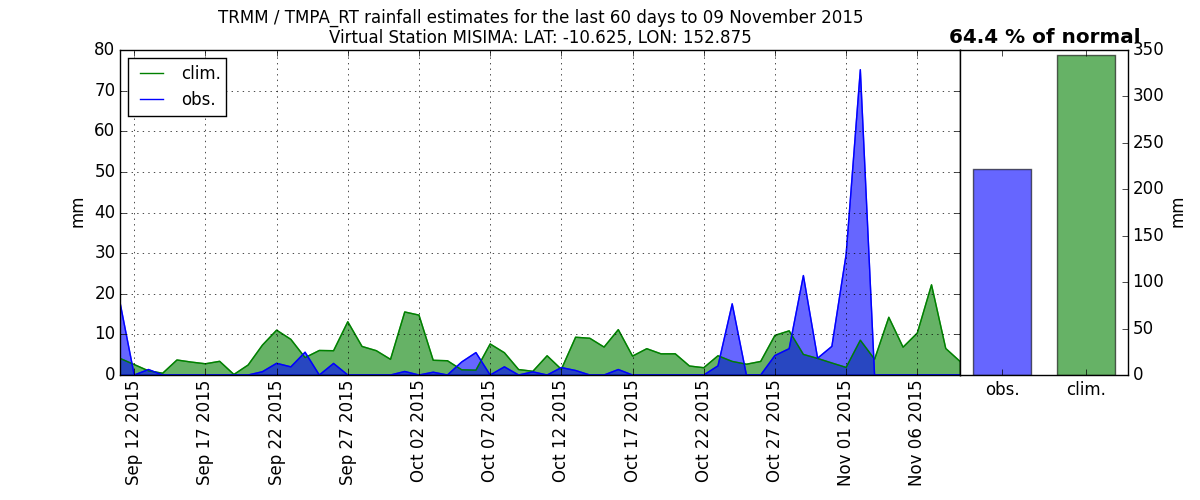 TRMM / TMPA_RT rainfall estimates for the last 60 days to 09 November 2015
Virtual Station MISIMA: LAT: -10.625, LON: 152.875
64.4 % of normal
clim.
obs.
80
70
60
50
40
30
20
10
0
mm
Sep 12 2015
Sep 17 2015
Sep 22 2015
Sep 27 2015
Oct 02 2015
Oct 07 2015
Oct 12 2015
Oct 17 2015
Oct 22 2015
Oct 27 2015
Nov 01 2015
Nov 06 2015
350
300
250
200
150
100
50
0
mm
obs.
clim.